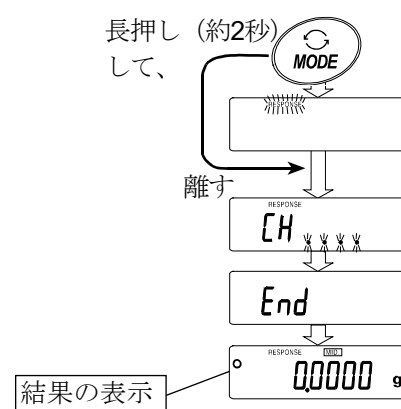 長押し（約2秒）
して、
MODE
RESPONSE
離す
RESPONSE
CH
End
RESPONSE MID
0.0000 g
結果の表示